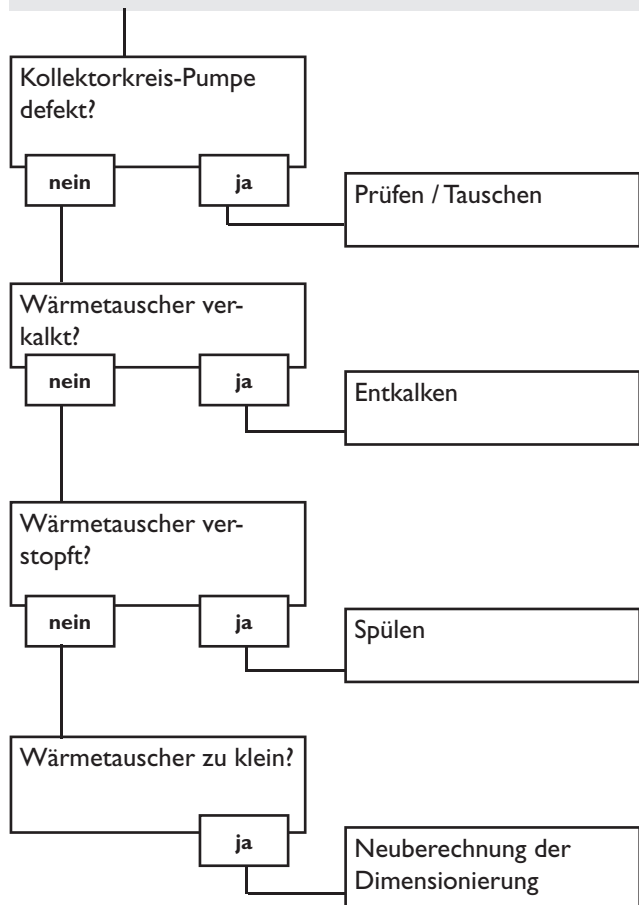 Kollektorkreis-Pumpe
defekt?
nein
ja
Prüfen / Tauschen
Wärmetauscher ver-
kalkt?
nein
ja
Entkalken
Wärmetauscher ver-
stopft?
nein
ja
Spülen
Wärmetauscher zu klein?
ja
Neuberechnung der
Dimensionierung